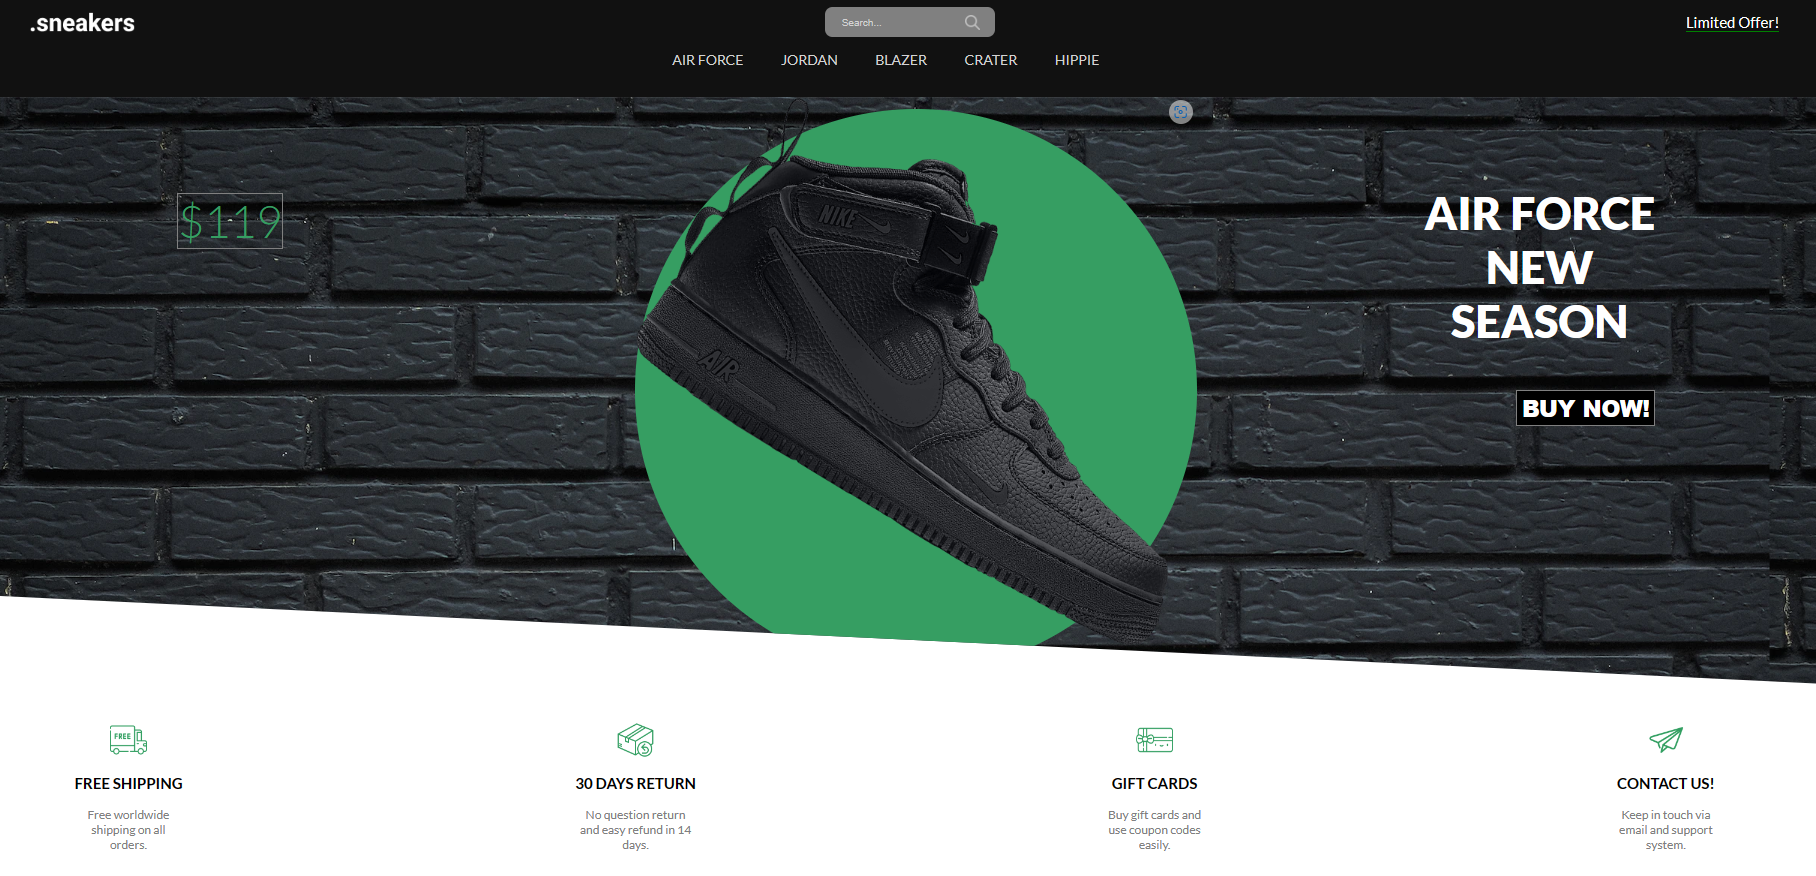 .sneakers
Search...
Limited Offer!
AIR FORCE JORDAN BLAZER CRATER HIPPIE
$119
NIKE
AIR
AIR FORCE
NEW
SEASON
BUY NOW!
FREE
FREE SHIPPING
Free worldwide
shipping on all
orders.
30 DAYS RETURN
No question return
and easy refund in 14
days.
GIFT CARDS
Buy gift cards and
use coupon codes
easily.
CONTACT US!
Keep in touch via
email and support
system.